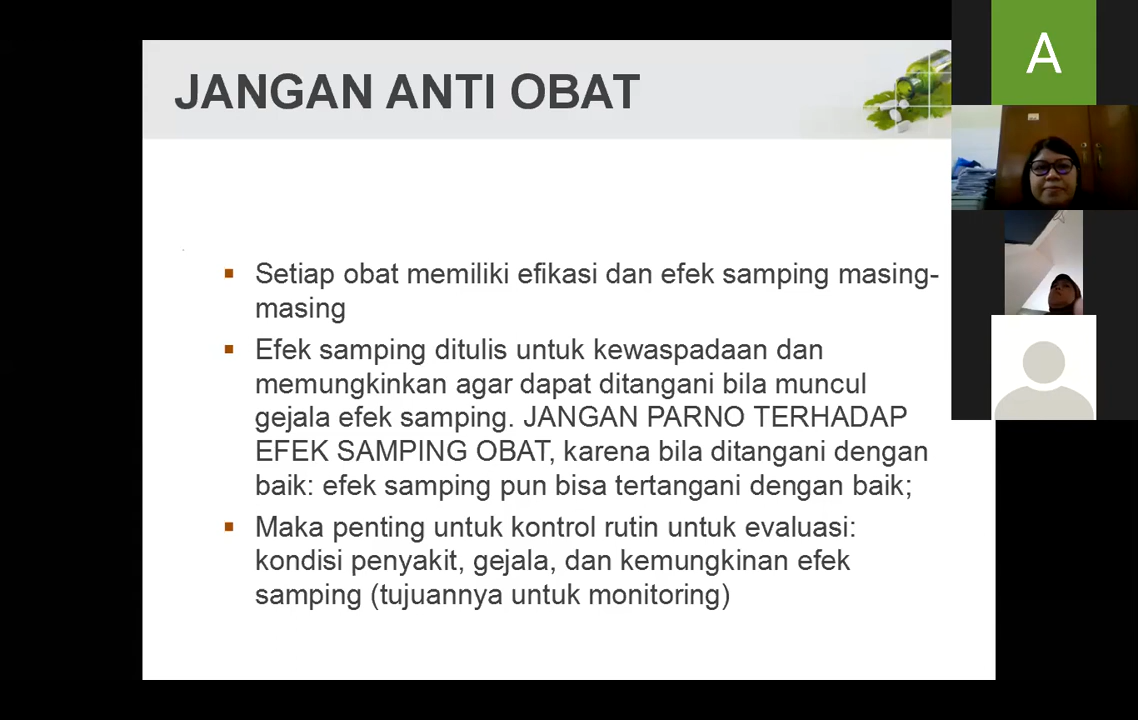 JANGAN ANTI OBAT
A
Setiap obat memiliki efikasi dan efek samping masing-
masing
Efek samping ditulis untuk kewaspadaan dan
memungkinkan agar dapat ditangani bila muncul
gejala efek samping. JANGAN PARNO TERHADAP
EFEK SAMPING OBAT, karena bila ditangani dengan
baik: efek samping pun bisa tertangani dengan baik;
Maka penting untuk kontrol rutin untuk evaluasi:
kondisi penyakit, gejala, dan kemungkinan efek
samping (tujuannya untuk monitoring)